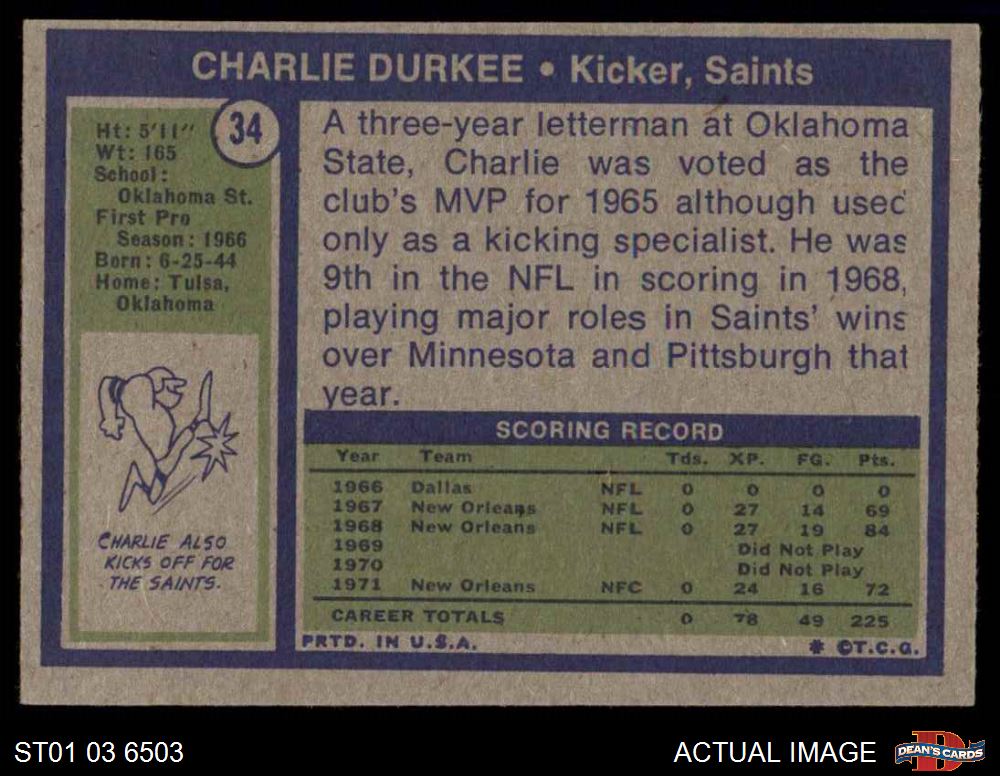 CHARLIE DURKEE • Kicker, Saints
34
Ht: 5'11"
Wt: 165
School:
Oklahoma St.
First Pro
Season: 1966
Born: 6-25-44
Home: Tulsa,
Oklahoma
CHARLIE ALSO
KICKS OFF FOR
THE SAINTS.
A three-year letterman at Oklahoma
State, Charlie was voted as the
club's MVP for 1965 although used
only as a kicking specialist. He was
9th in the NFL in scoring in 1968,
playing major roles in Saints' wins
over Minnesota and Pittsburgh that
year.
SCORING RECORD
Year Team Tds. XP. FG. Pts.
1966 Dallas NFL 0 0 0 0
1967 New Orleans NFL 0 27 14 69
1968 New Orleans NFL 0 27 19 84
1969 Did Not Play
1970 Did Not Play
1971 New Orleans NFC 0 24 16 72
CAREER TOTALS 0 78 49 225
PRTD. IN U.S.A. * ©T.C.G.
ST01 03 6503
ACTUAL IMAGE
DEAN'S CARDS